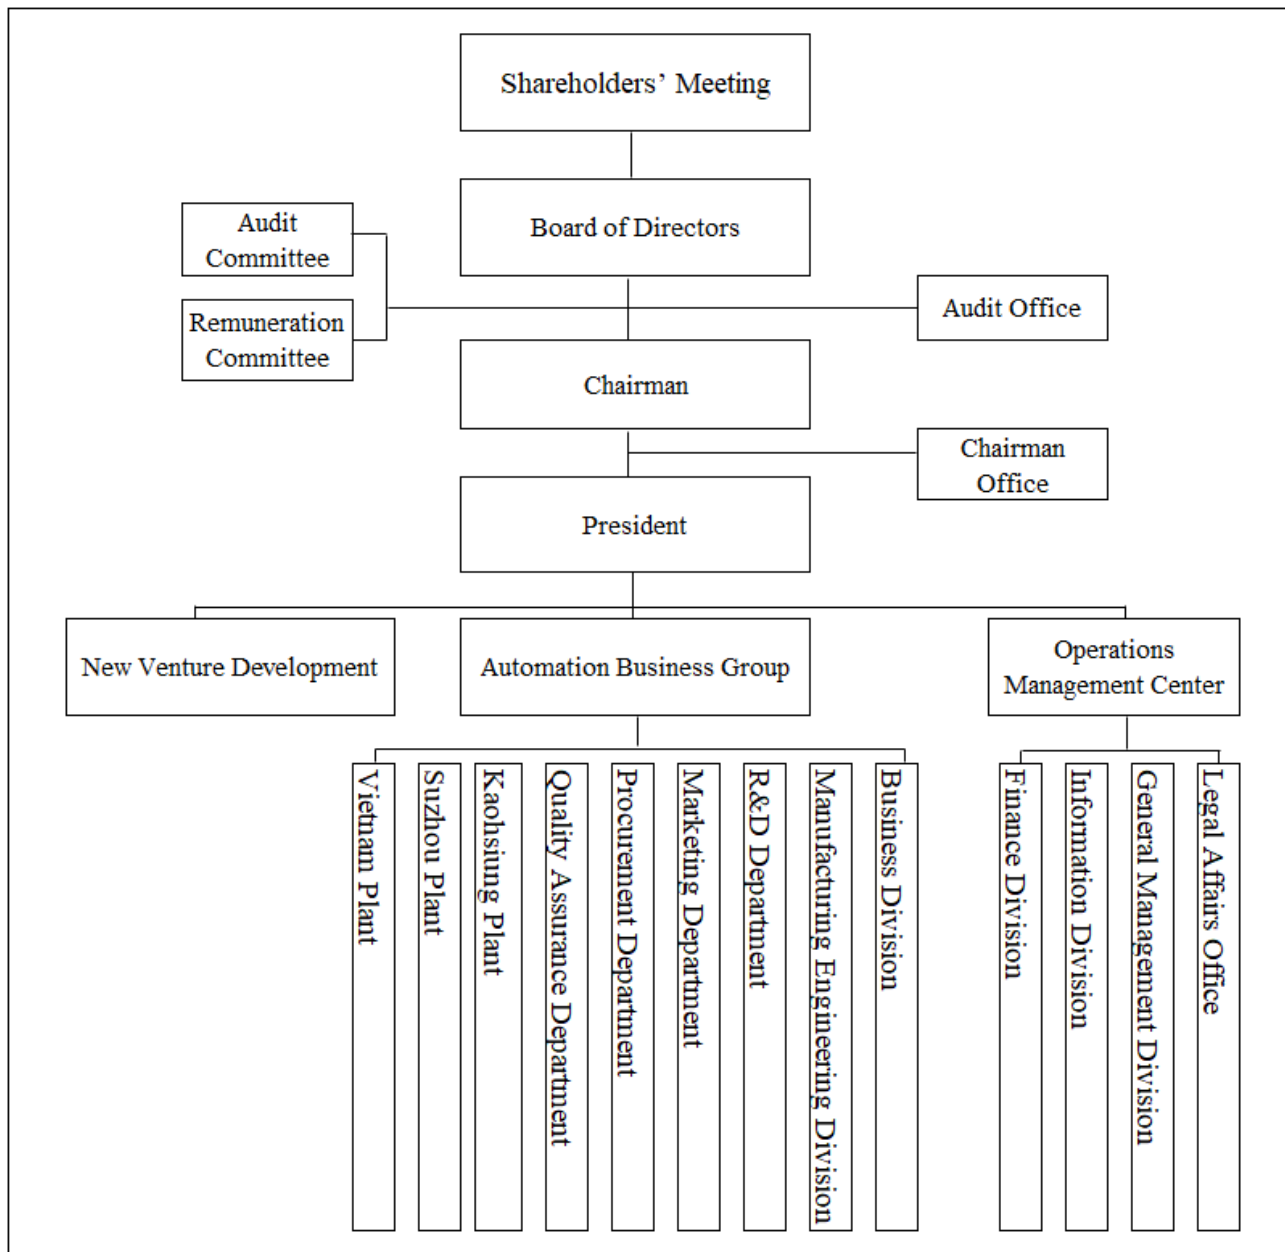 Shareholders’ Meeting
Board of Directors
Audit
Committee
Remuneration
Committee
Audit Office
Chairman
Chairman
Office
President
New Venture Development
Automation Business Group
Operations
Management Center
Vietnam Plant
Suzhou Plant
Kaohsiung Plant
Quality Assurance Department
Procurement Department
Marketing Department
R&D Department
Manufacturing Engineering Division
Business Division
Finance Division
Information Division
General Management Division
Legal Affairs Office